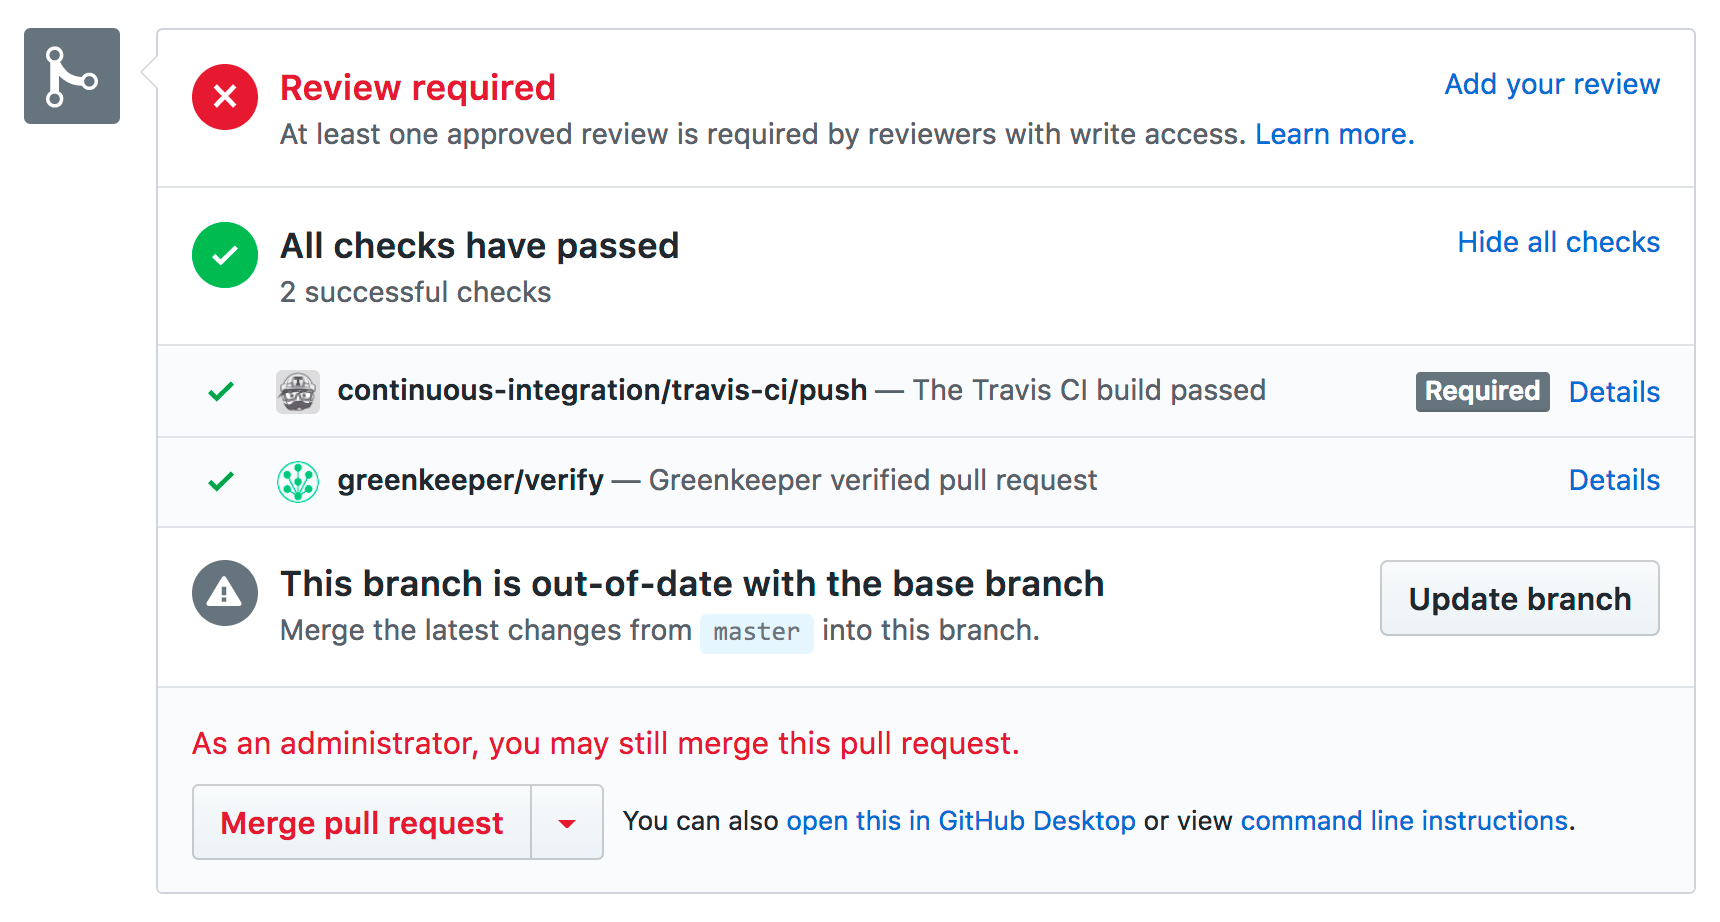 Review required
Add your review
At least one approved review is required by reviewers with write access. Learn more.
All checks have passed
Hide all checks
2 successful checks
continuous-integration/travis-ci/push — The Travis CI build passed
Required
Details
greenkeeper/verify — Greenkeeper verified pull request
Details
This branch is out-of-date with the base branch
Update branch
Merge the latest changes from master into this branch.
As an administrator, you may still merge this pull request.
Merge pull request
You can also open this in GitHub Desktop or view command line instructions.